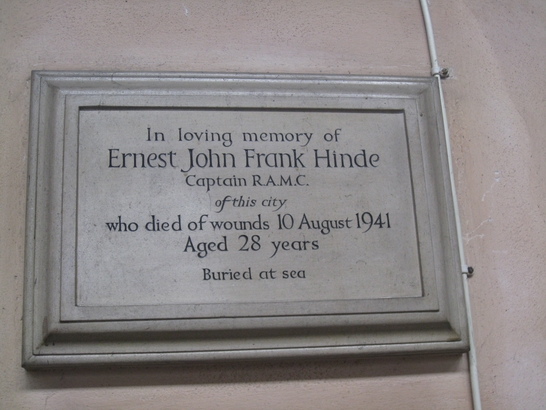 In loving memory of
Ernest John Frank Hinde
Captain R.A.M.C.
of this city
who died of wounds 10 August 1941
Aged 28 years
Buried at sea